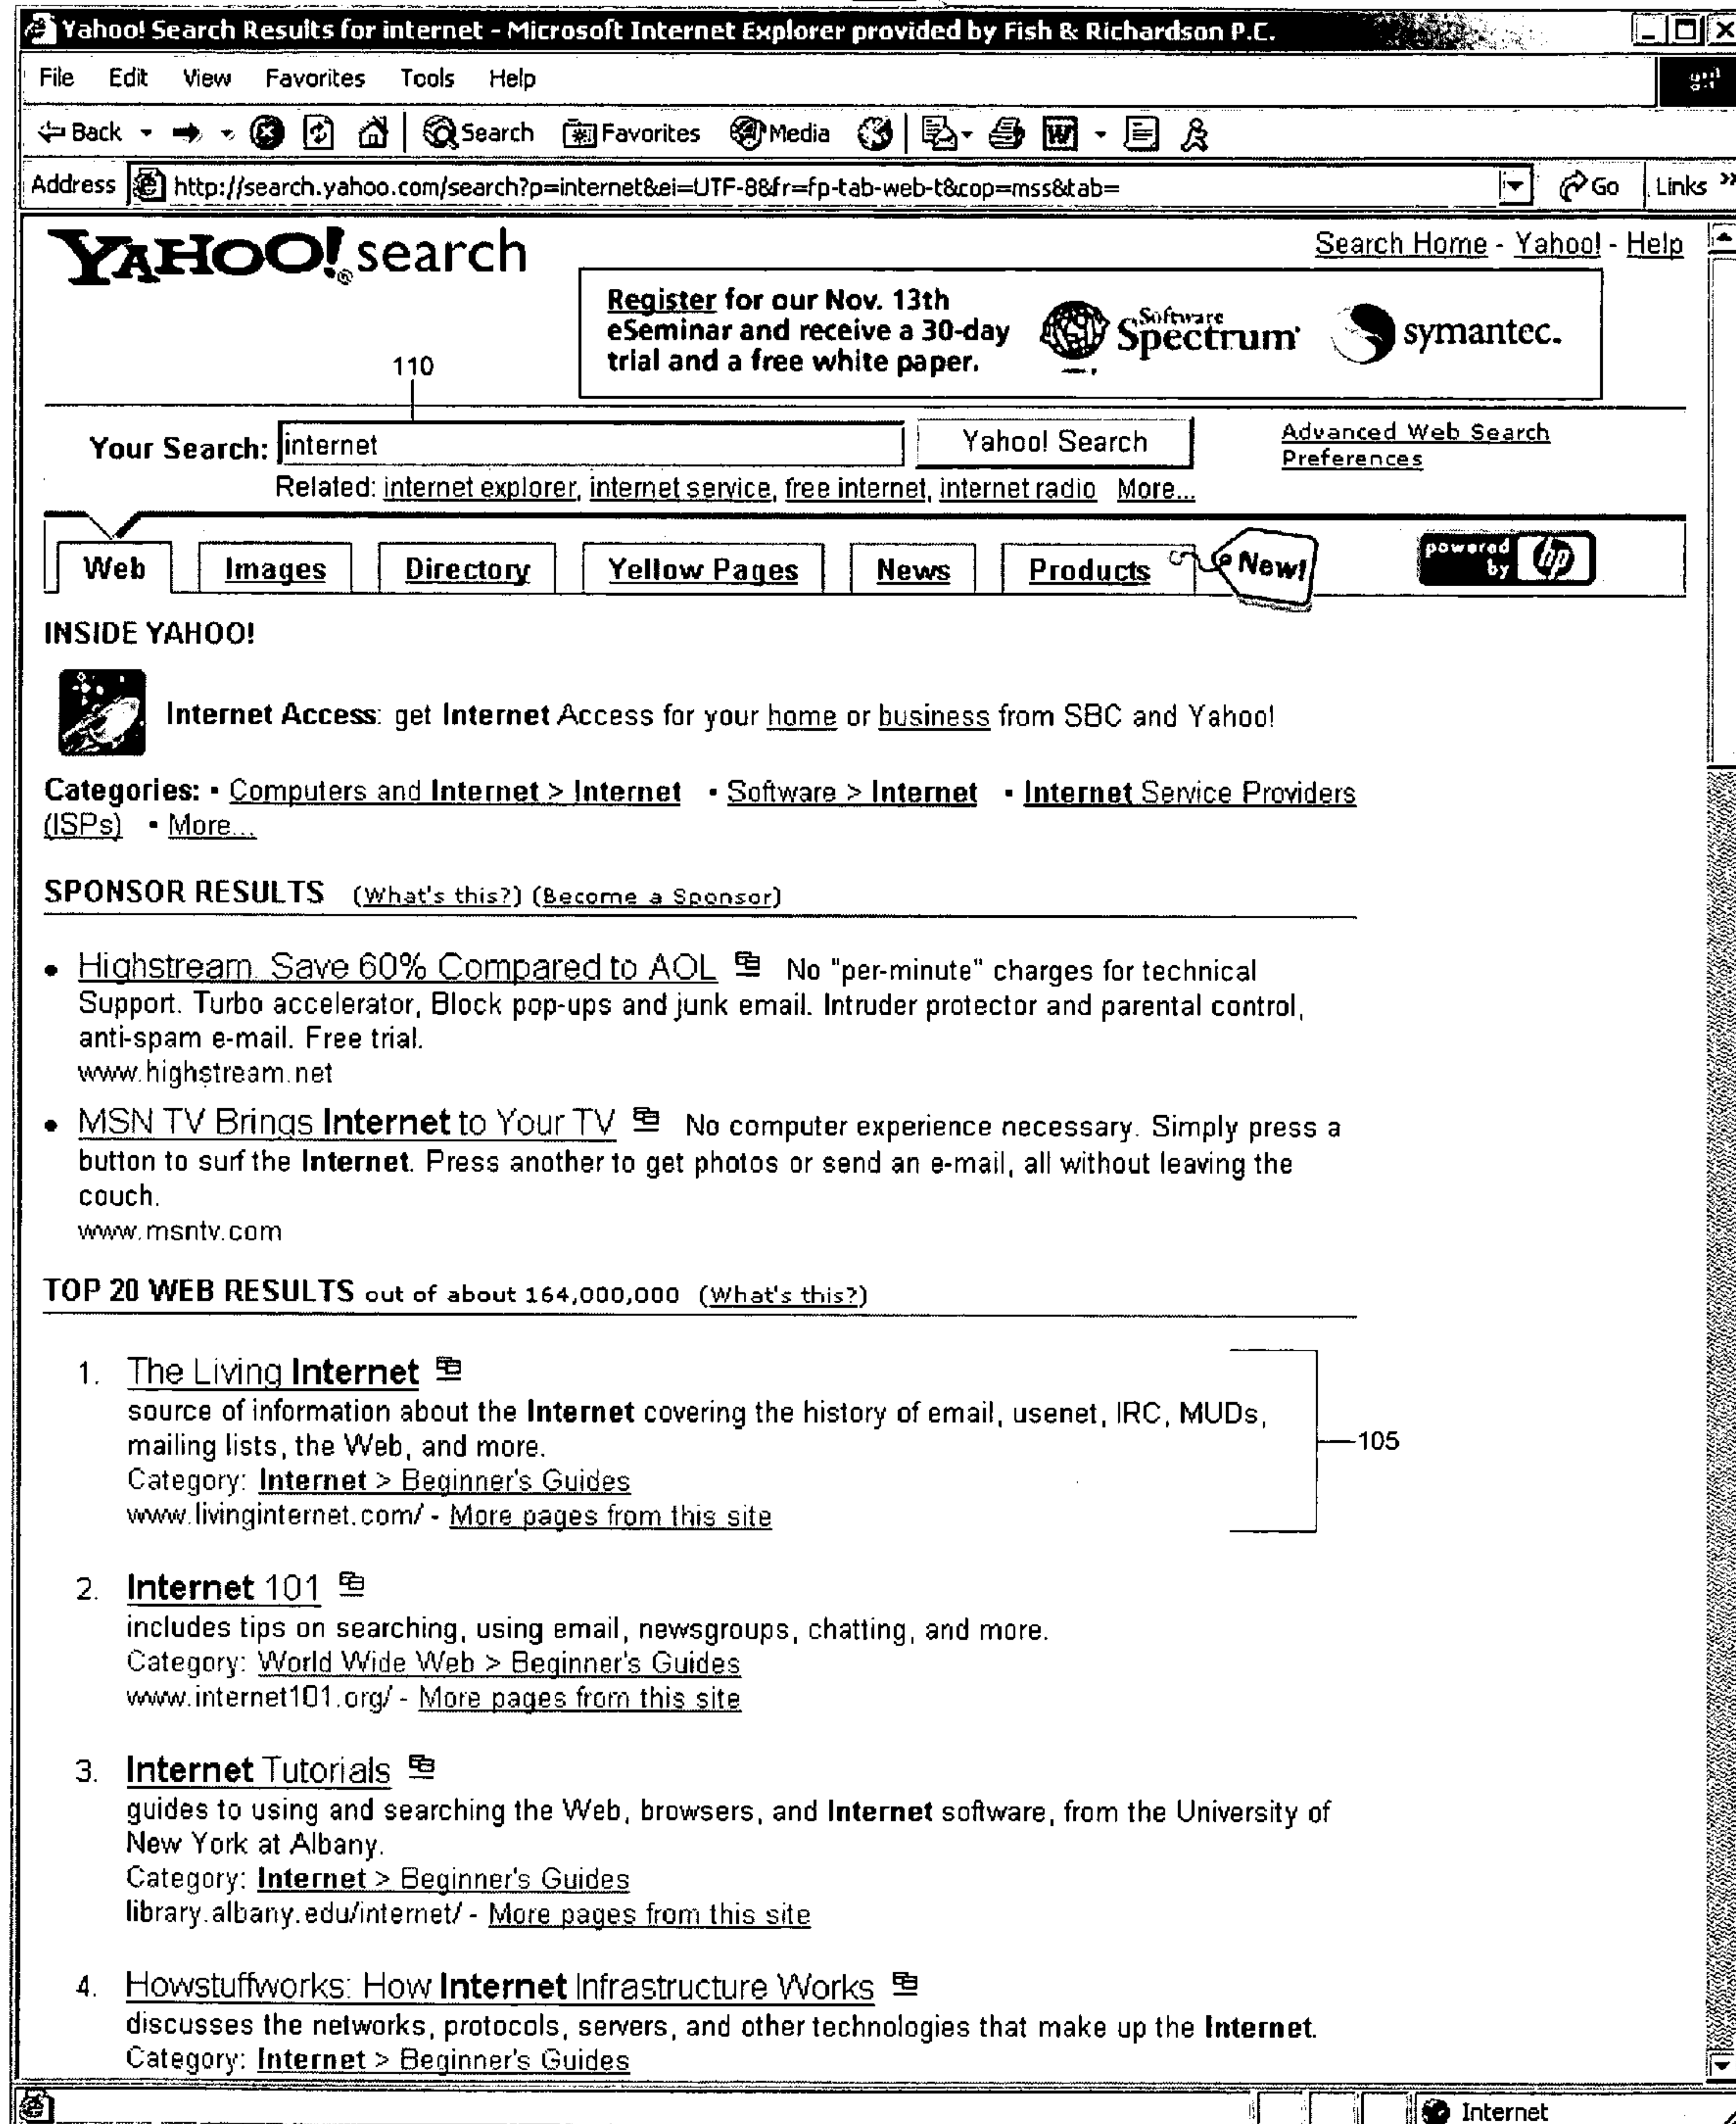 Yahoo! Search Results for internet - Microsoft Internet Explorer provided by Fish & Richardson P.C.
File Edit View Favorites Tools Help
Back Search Favorites Media
Address http://search.yahoo.com/search?p=internet&ei=UTF-8&fr=fp-tab-web-t&cop=mss&tab= Go Links »
YAHOO!® search
Search Home - Yahoo! - Help
Register for our Nov. 13th
eSeminar and receive a 30-day
trial and a free white paper.
Software
Spectrum
symantec.
110
Your Search: internet Yahoo! Search
Advanced Web Search
Preferences
Related: internet explorer, internet service, free internet, internet radio More...
Web Images Directory Yellow Pages News Products New!
powered
by hp
INSIDE YAHOO!
Internet Access: get Internet Access for your home or business from SBC and Yahoo!
Categories: ▪ Computers and Internet > Internet ▪ Software > Internet ▪ Internet Service Providers
(ISPs) ▪ More...
SPONSOR RESULTS (What's this?) (Become a Sponsor)
• Highstream. Save 60% Compared to AOL No "per-minute" charges for technical
Support. Turbo accelerator, Block pop-ups and junk email. Intruder protector and parental control,
anti-spam e-mail. Free trial.
www.highstream.net
• MSN TV Brings Internet to Your TV No computer experience necessary. Simply press a
button to surf the Internet. Press another to get photos or send an e-mail, all without leaving the
couch.
www.msntv.com
TOP 20 WEB RESULTS out of about 164,000,000 (What's this?)
1. The Living Internet
source of information about the Internet covering the history of email, usenet, IRC, MUDs,
mailing lists, the Web, and more.
Category: Internet > Beginner's Guides
www.livinginternet.com/ - More pages from this site
105
2. Internet 101
includes tips on searching, using email, newsgroups, chatting, and more.
Category: World Wide Web > Beginner's Guides
www.internet101.org/ - More pages from this site
3. Internet Tutorials
guides to using and searching the Web, browsers, and Internet software, from the University of
New York at Albany.
Category: Internet > Beginner's Guides
library.albany.edu/internet/ - More pages from this site
4. Howstuffworks: How Internet Infrastructure Works
discusses the networks, protocols, servers, and other technologies that make up the Internet.
Category: Internet > Beginner's Guides
Internet